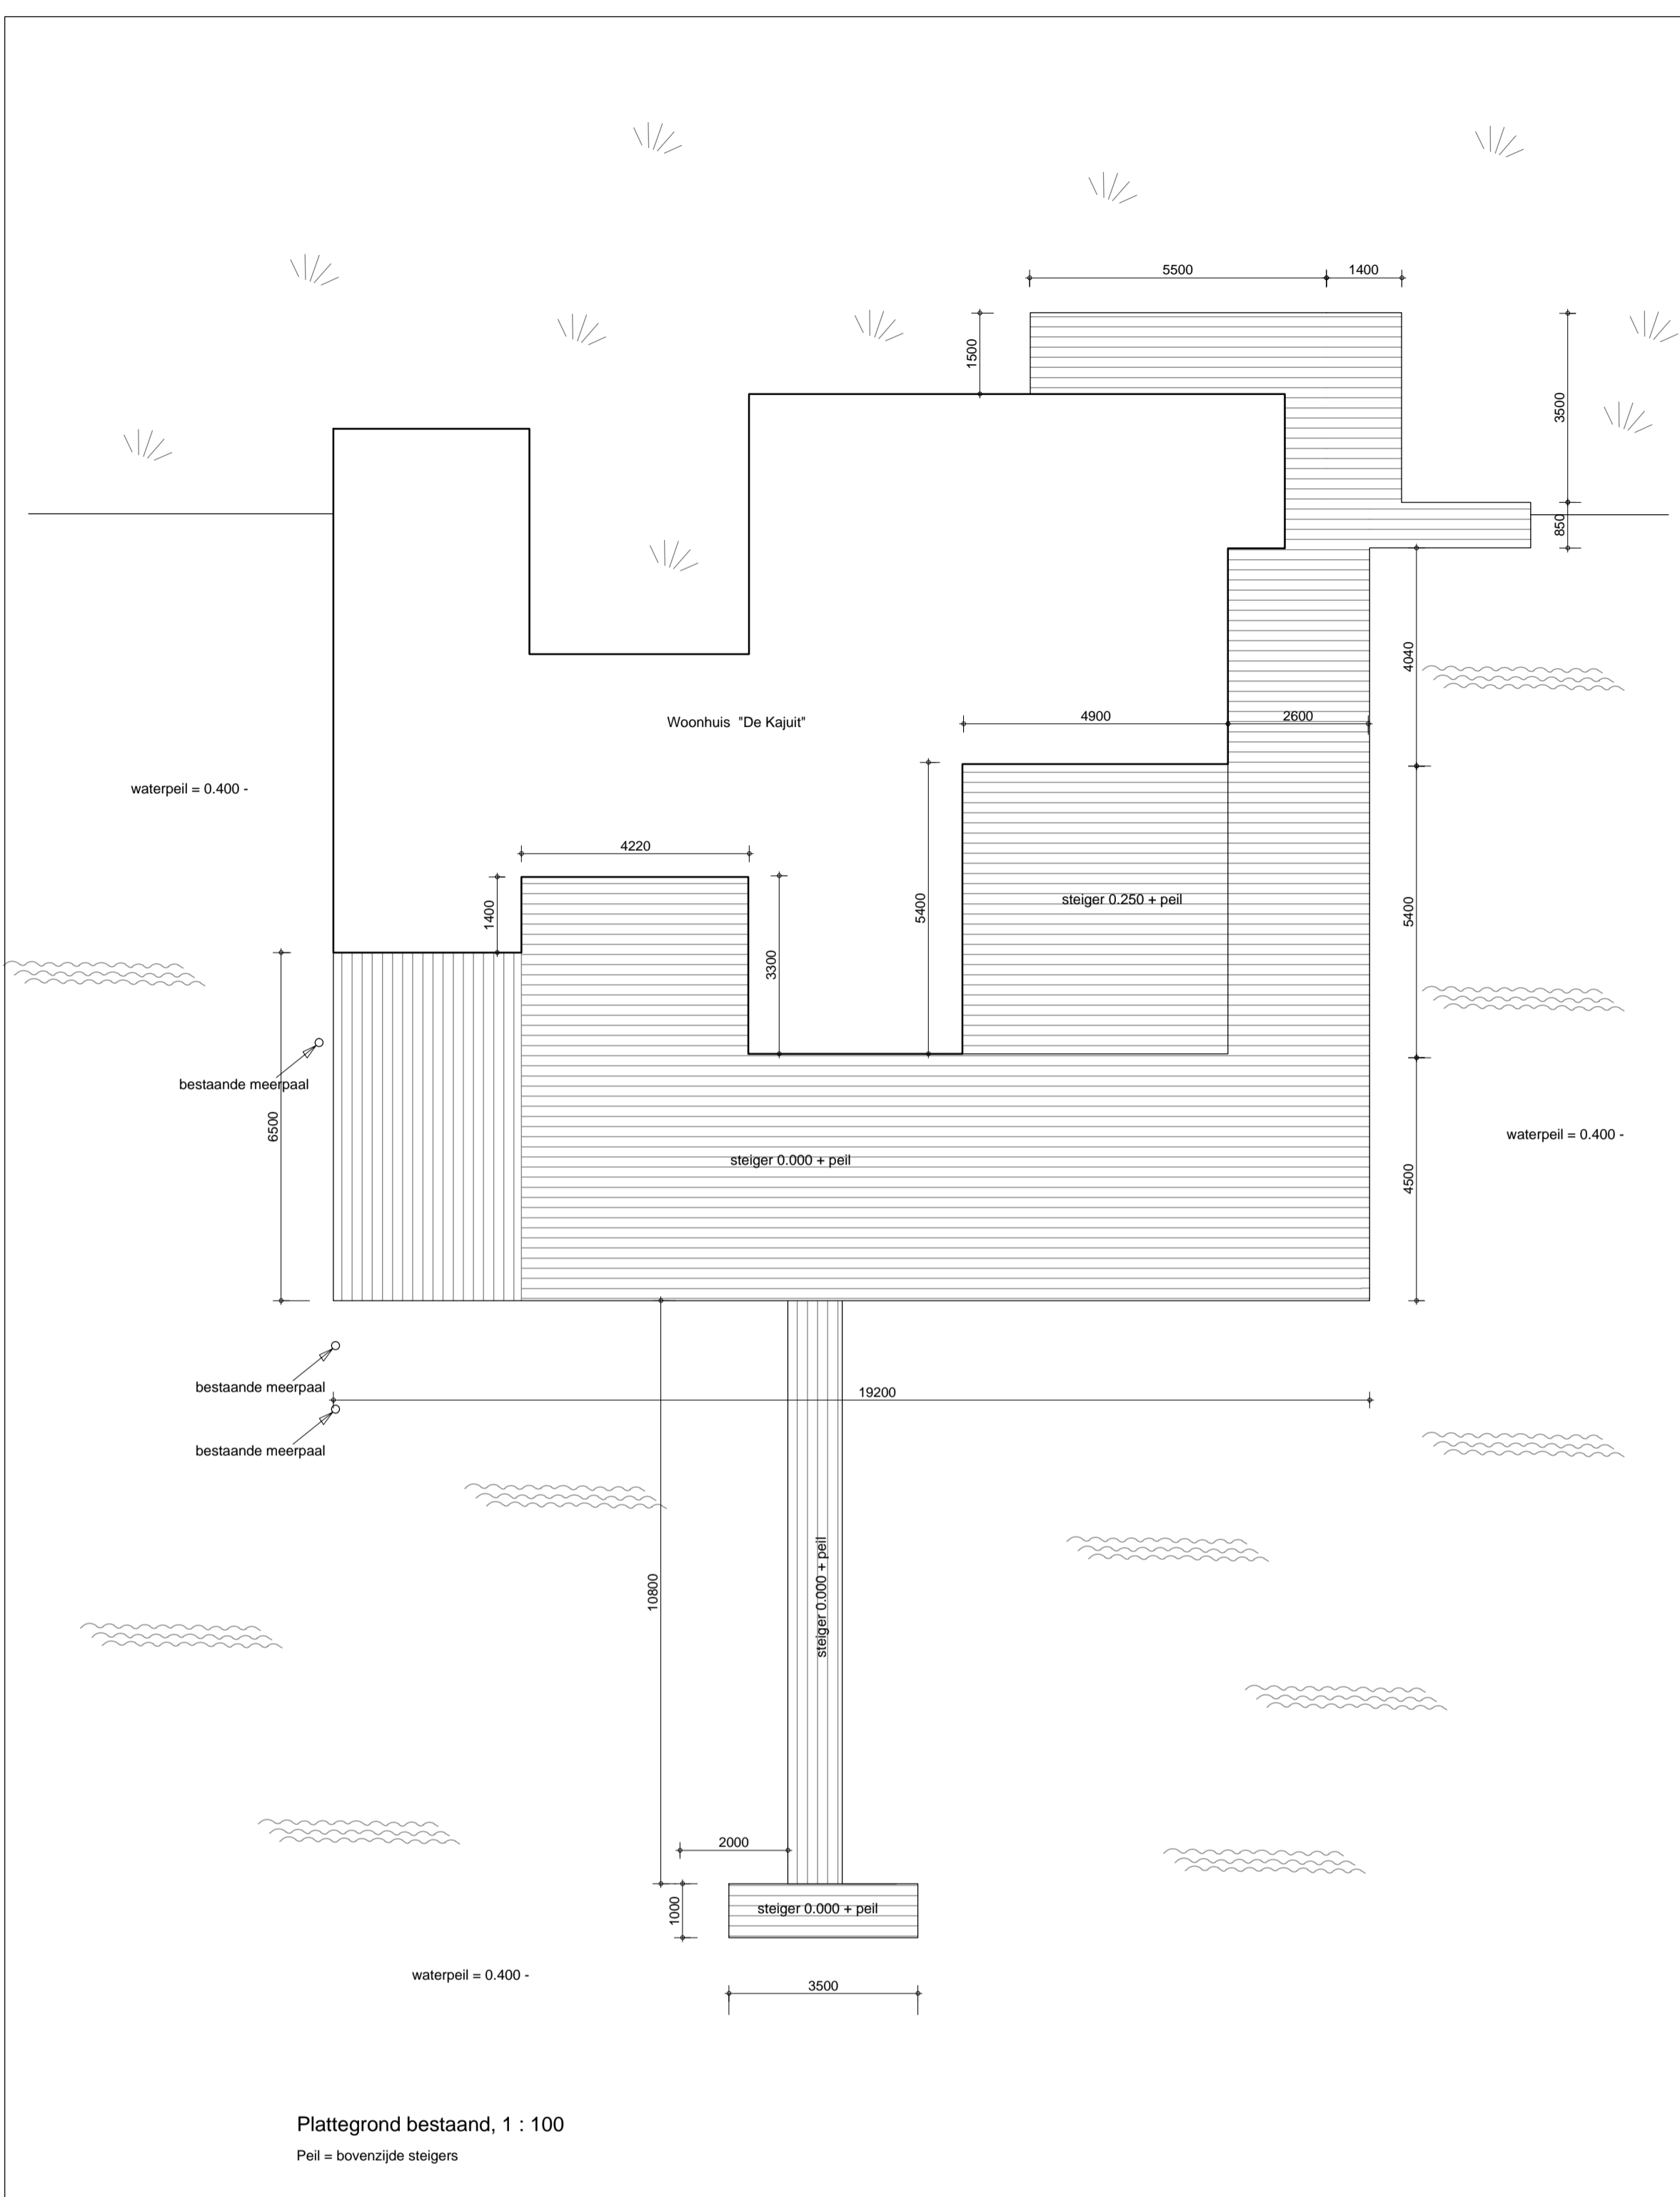 5500
1400
1500
3500
850
4040
Woonhuis "De Kajuit"
4900
2600
waterpeil = 0.400 -
4220
1400
5400
steiger 0.250 + peil
5400
3300
bestaande meerpaal
6500
waterpeil = 0.400 -
steiger 0.000 + peil
4500
bestaande meerpaal
19200
bestaande meerpaal
10800
steiger 0.000 + peil
2000
1000
steiger 0.000 + peil
waterpeil = 0.400 -
3500
Plattegrond bestaand, 1 : 100
Peil = bovenzijde steigers